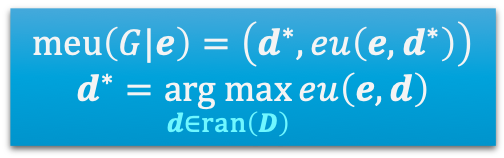 meu(G|e) = (d*, eu(e, d*))
d* = arg max eu(e, d)
d∈ran(D)